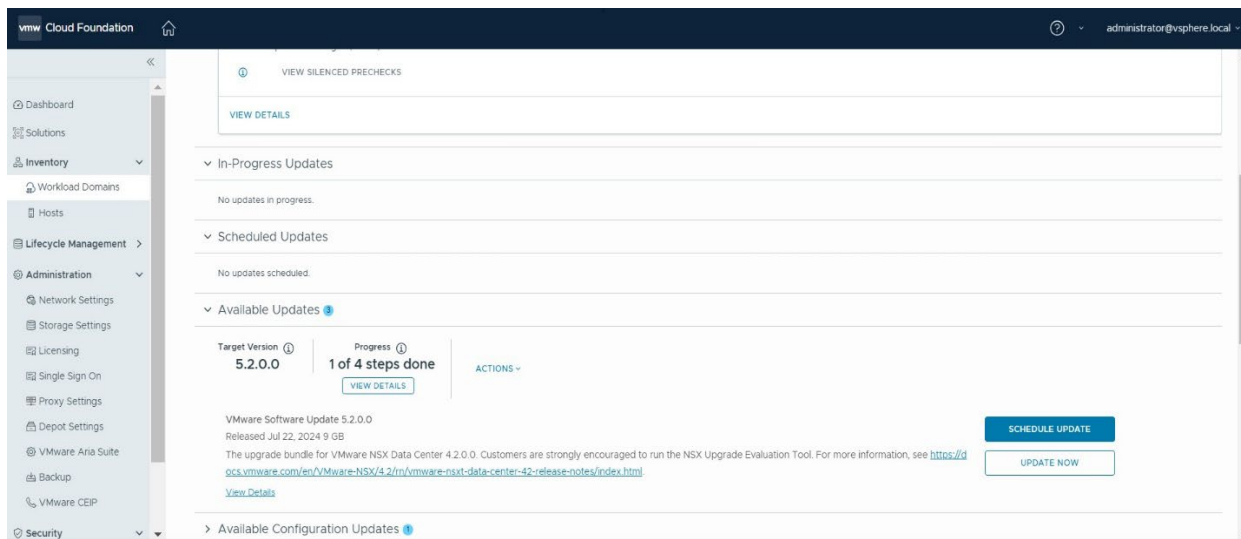 vmw Cloud Foundation
administrator@vsphere.local
Dashboard
Solutions
Inventory
Workload Domains
Hosts
Lifecycle Management
Administration
Network Settings
Storage Settings
Licensing
Single Sign On
Proxy Settings
Depot Settings
VMware Aria Suite
Backup
VMware CEIP
Security
VIEW SILENCED PRECHECKS
VIEW DETAILS
In-Progress Updates
No updates in progress.
Scheduled Updates
No updates scheduled.
Available Updates 3
Target Version
5.2.0.0
Progress
1 of 4 steps done
VIEW DETAILS
ACTIONS
VMware Software Update 5.2.0.0
Released Jul 22, 2024 9 GB
The upgrade bundle for VMware NSX Data Center 4.2.0.0. Customers are strongly encouraged to run the NSX Upgrade Evaluation Tool. For more information, see https://d
ocs.vmware.com/en/VMware-NSX/4.2/rn/vmware-nsxt-data-center-42-release-notes/index.html.
View Details
SCHEDULE UPDATE
UPDATE NOW
Available Configuration Updates 1